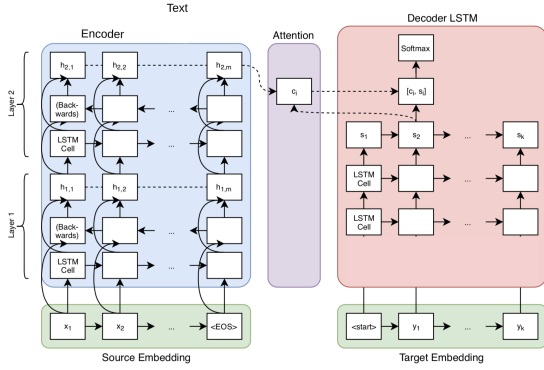 Text
Encoder
Attention
Decoder LSTM
Softmax
h2,1
h2,2
h2,m
ci
[ci, si]
Layer 2
(Back-
wards)
...
LSTM
Cell
...
s1
s2
...
sk
h1,1
h1,2
h1,m
LSTM
Cell
...
Layer 1
(Back-
wards)
...
LSTM
Cell
...
LSTM
Cell
...
x1
x2
...
<EOS>
<start>
y1
...
yk
Source Embedding
Target Embedding